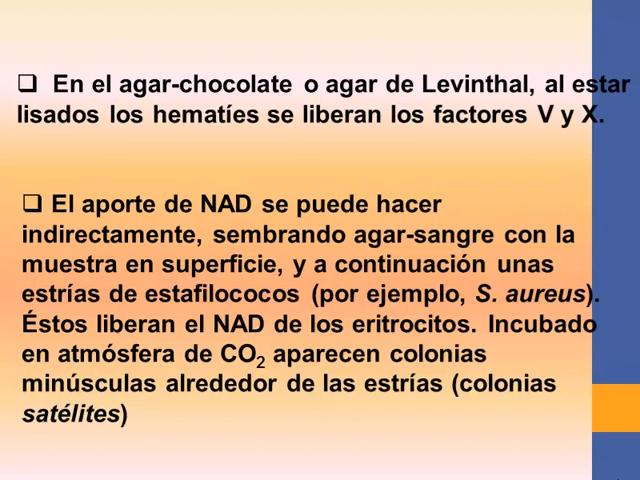 ❑ En el agar-chocolate o agar de Levinthal, al estar
lisados los hematíes se liberan los factores V y X.
❑ El aporte de NAD se puede hacer
indirectamente, sembrando agar-sangre con la
muestra en superficie, y a continuación unas
estrías de estafilococos (por ejemplo, S. aureus).
Éstos liberan el NAD de los eritrocitos. Incubado
en atmósfera de CO2 aparecen colonias
minúsculas alrededor de las estrías (colonias
satélites)